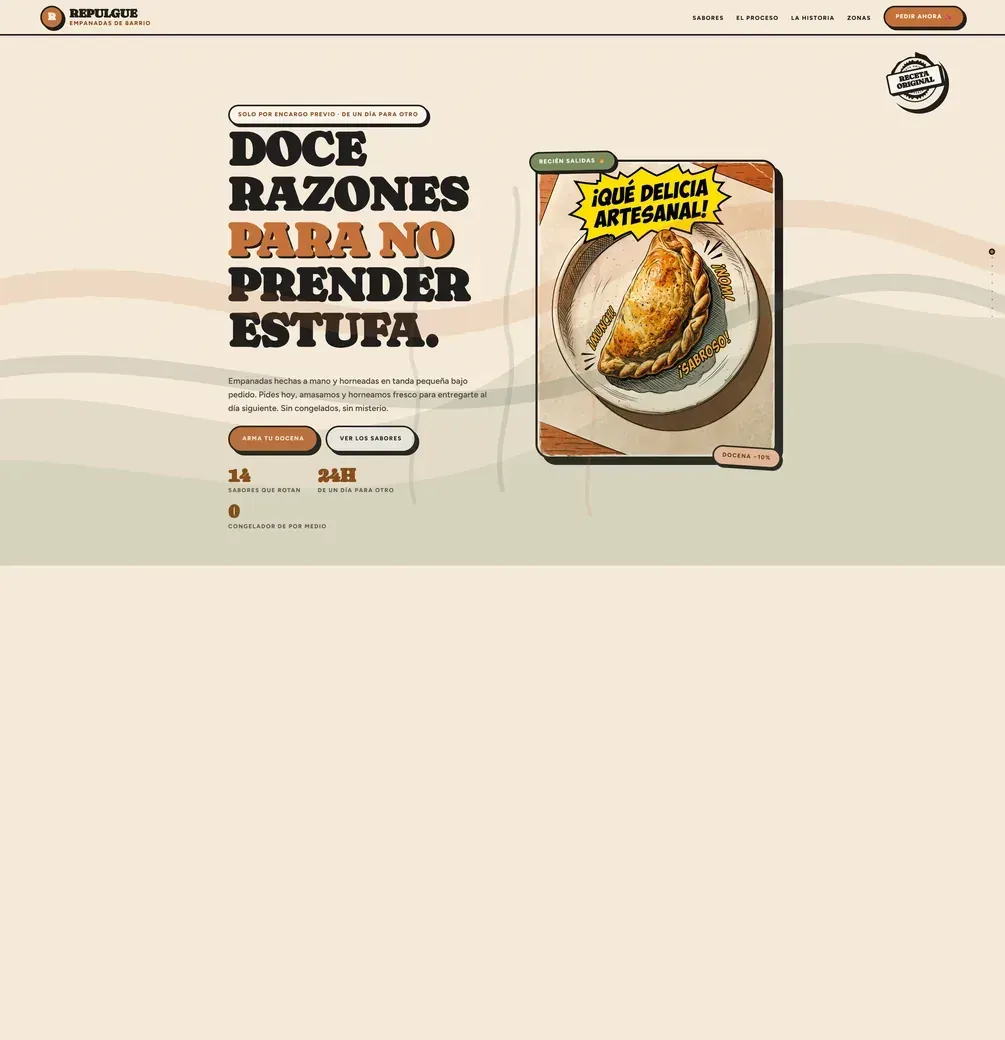 R
REPULGUE
EMPANADAS DE BARRIO
SABORES
EL PROCESO
LA HISTORIA
ZONAS
PEDIR AHORA
RECETA
ORIGINAL
SOLO POR ENCARGO PREVIO · DE UN DÍA PARA OTRO
DOCE
RAZONES
PARA NO
PRENDER
ESTUFA.
Empanadas hechas a mano y horneadas en tanda pequeña bajo
pedido. Pides hoy, amasamos y horneamos fresco para entregarte al
día siguiente. Sin congelados, sin misterio.
ARMA TU DOCENA
VER LOS SABORES
14
SABORES QUE ROTAN
24H
DE UN DÍA PARA OTRO
0
CONGELADOR DE POR MEDIO
RECIÉN SALIDAS
¡QUÉ DELICIA
ARTESANAL!
¡ÑOM!
¡MUNCH!
¡SABROSO!
DOCENA −10%